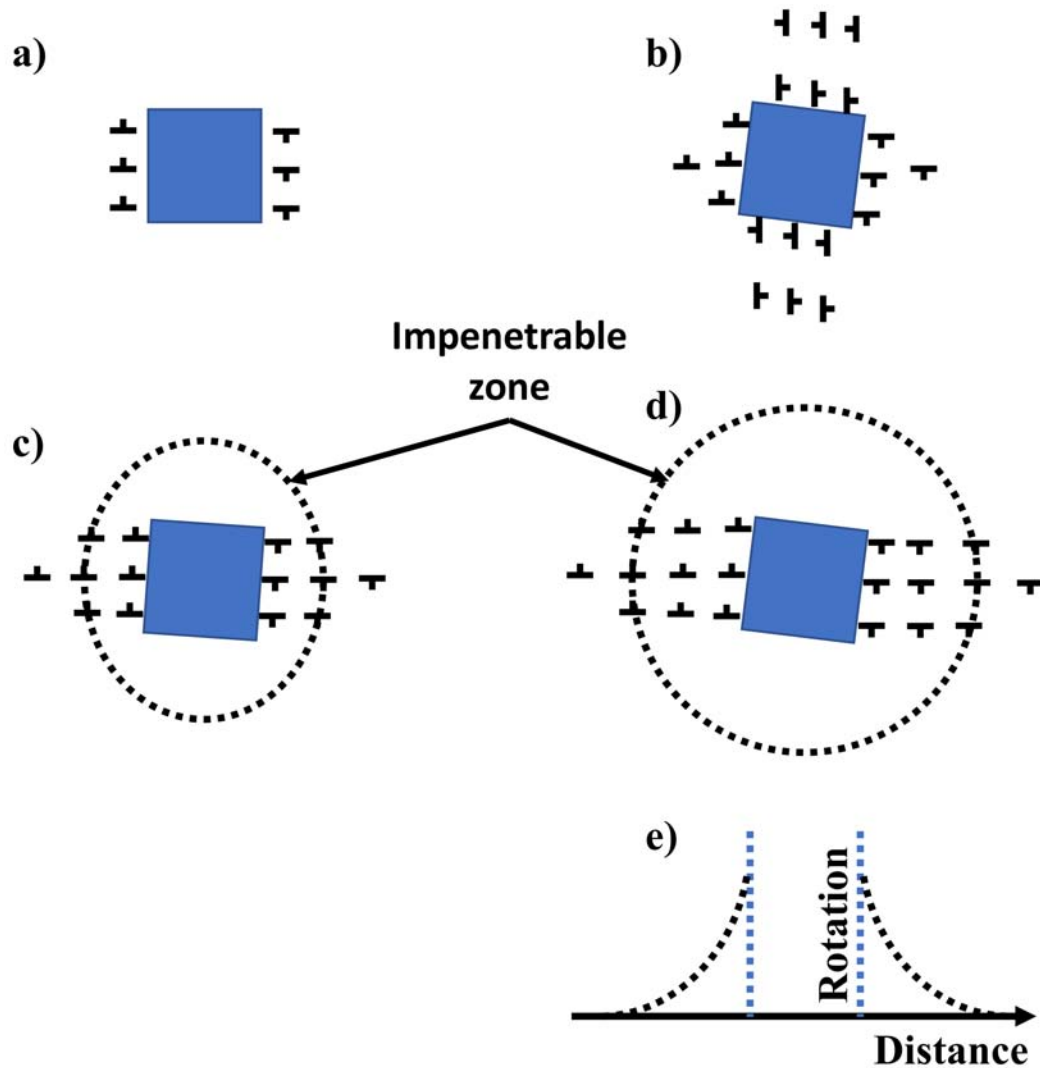 a)
b)
Impenetrable
zone
c)
d)
e)
Rotation
Distance